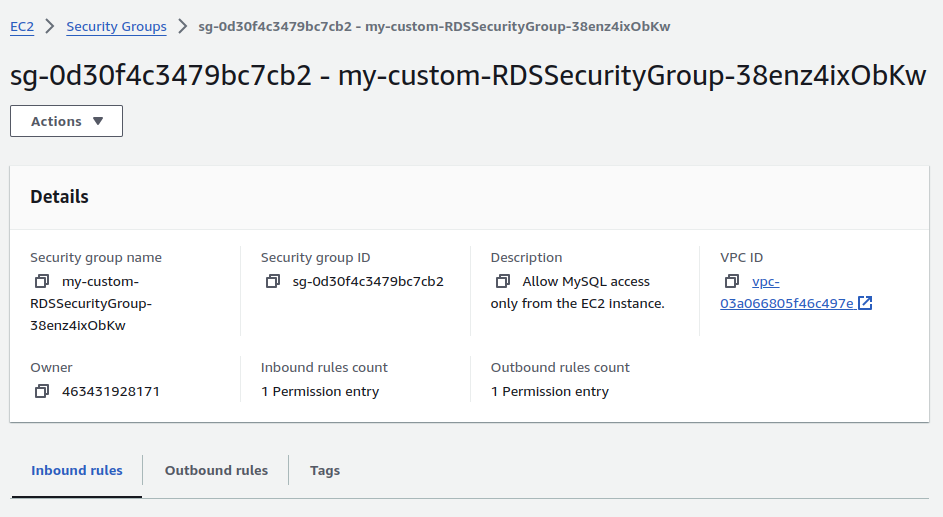 EC2 > Security Groups > sg-0d30f4c3479bc7cb2 - my-custom-RDSSecurityGroup-38enz4ixObKw
sg-0d30f4c3479bc7cb2 - my-custom-RDSSecurityGroup-38enz4ixObKw
Actions
Details
Security group name
my-custom-
RDSSecurityGroup-
38enz4ixObKw
Security group ID
sg-0d30f4c3479bc7cb2
Description
Allow MySQL access
only from the EC2 instance.
VPC ID
vpc-
03a066805f46c497e
Owner
463431928171
Inbound rules count
1 Permission entry
Outbound rules count
1 Permission entry
Inbound rules
Outbound rules
Tags